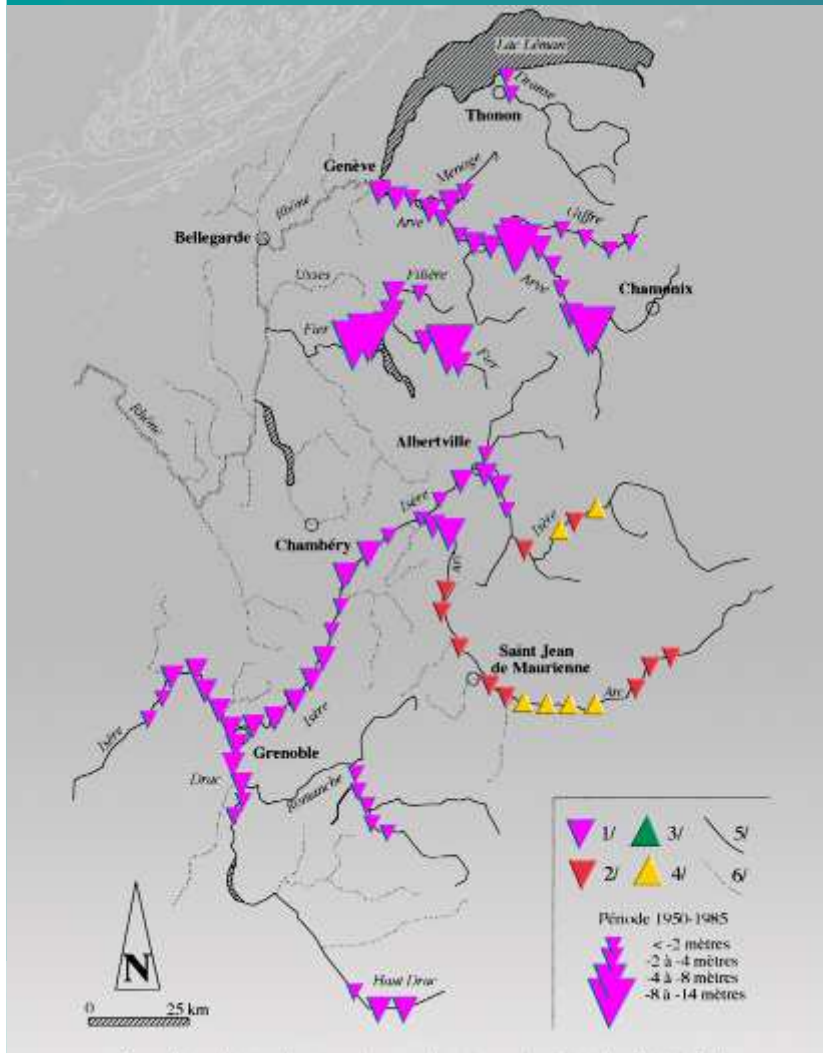 Lac Léman
Dranse
Thonon
Genève
Menoge
Rhône
Arve
Giffre
Bellegarde
Usses
Filière
Arve
Chamonix
Fier
Fier
Rhône
Albertville
Isère
Isère
Chambéry
Arc
Saint Jean
de Maurienne
Arc
Isère
Isère
Grenoble
Drac
Romanche
Haut Drac
1/ 3/ 5/
2/ 4/ 6/
Période 1950-1985
< -2 mètres
-2 à -4 mètres
-4 à -8 mètres
-8 à -14 mètres
N
0 25 km